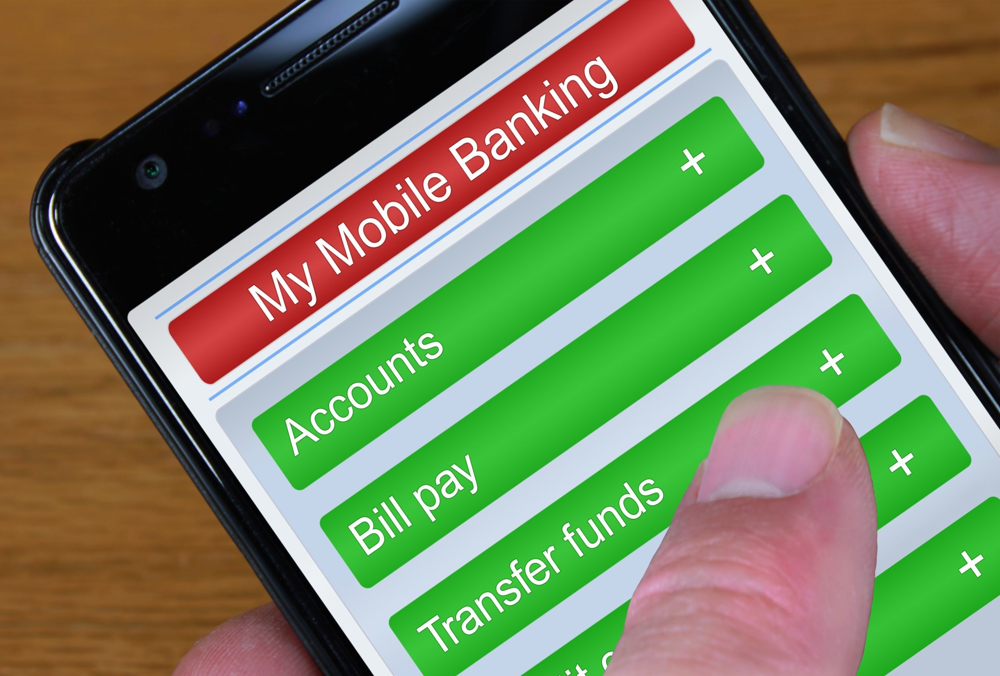 My Mobile Banking
Accounts +
Bill pay +
Transfer funds +
+
+